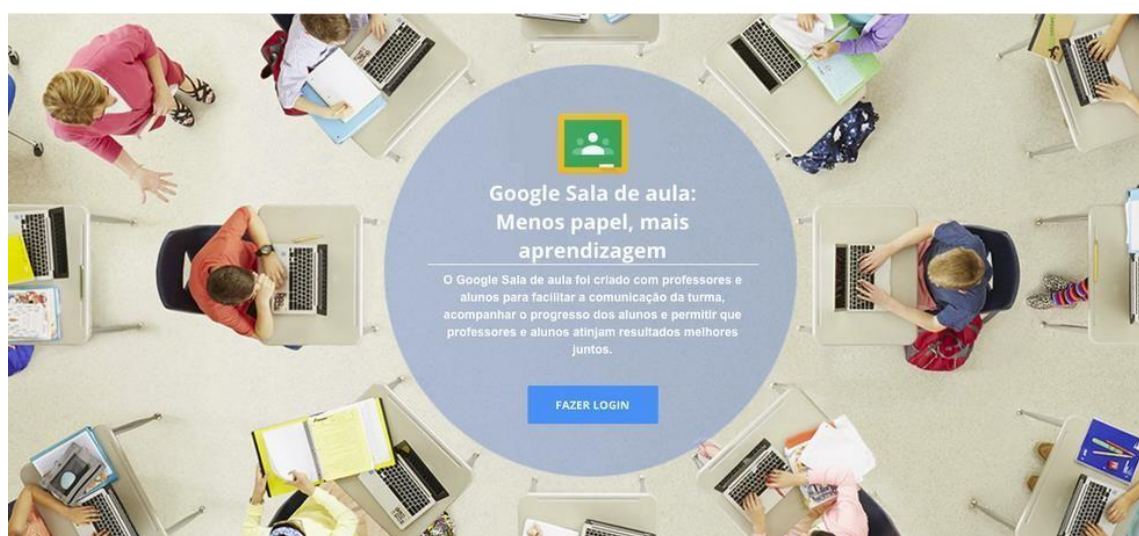 Google Sala de aula:
Menos papel, mais
aprendizagem
O Google Sala de aula foi criado com professores e
alunos para facilitar a comunicação da turma,
acompanhar o progresso dos alunos e permitir que
professores e alunos atinjam resultados melhores
juntos.
FAZER LOGIN